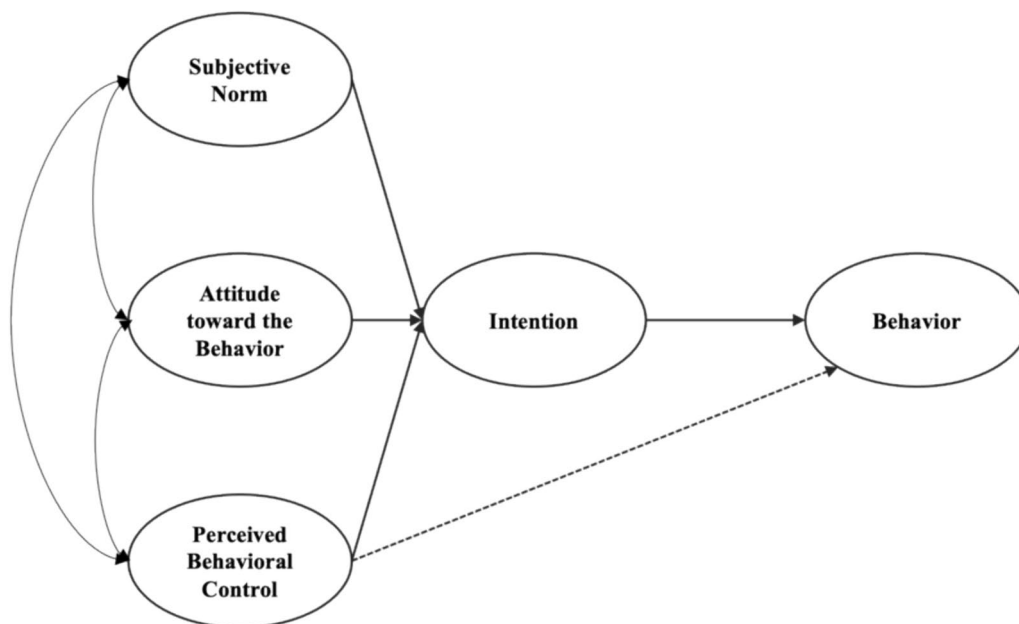 Subjective
Norm
Attitude
toward the
Behavior
Intention
Behavior
Perceived
Behavioral
Control